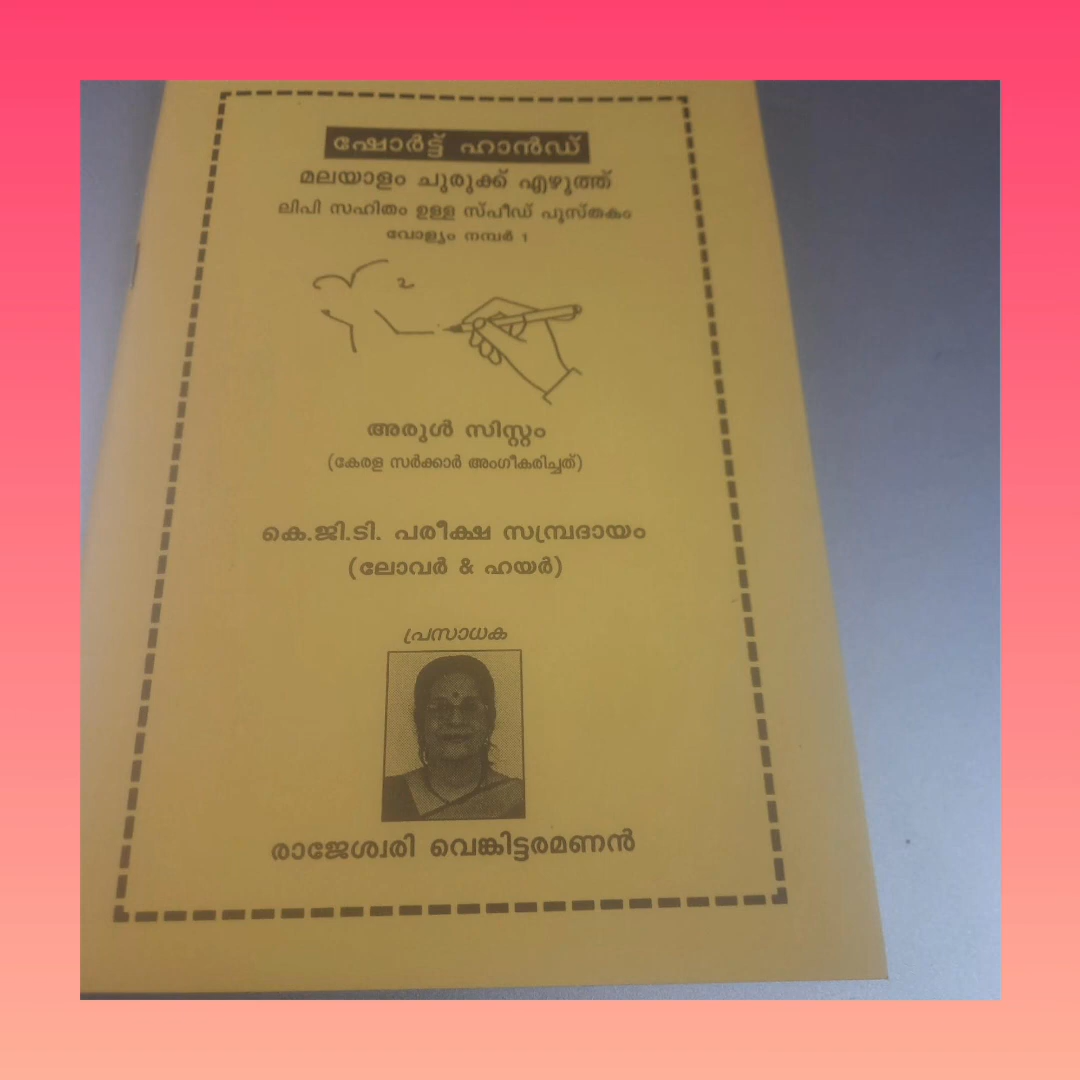 ഷോർട്ട് ഹാൻഡ്
മലയാളം ചുരുക്ക് എഴുത്ത്
ലിപി സഹിതം ഉള്ള സ്പീഡ് പുസ്തകം
വോള്യം നമ്പർ 1
അരുൾ സിസ്റ്റം
(കേരള സർക്കാർ അംഗീകരിച്ചത്)
കെ.ജി.ടി. പരീക്ഷ സമ്പ്രദായം
(ലോവർ & ഹയർ)
പ്രസാധക
രാജേശ്വരി വെങ്കിട്ടരമണൻ